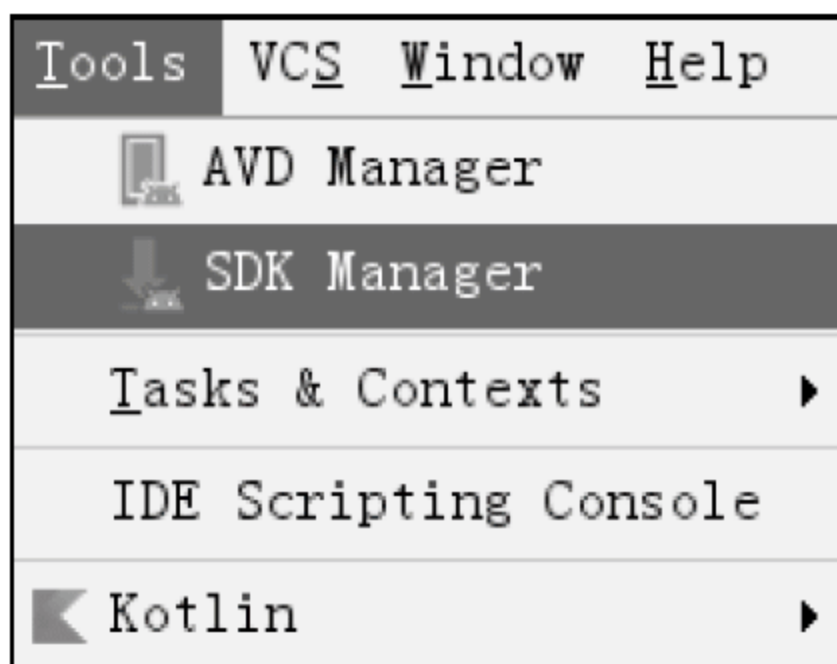 Tools VCS Window Help
AVD Manager
SDK Manager
Tasks & Contexts
IDE Scripting Console
Kotlin